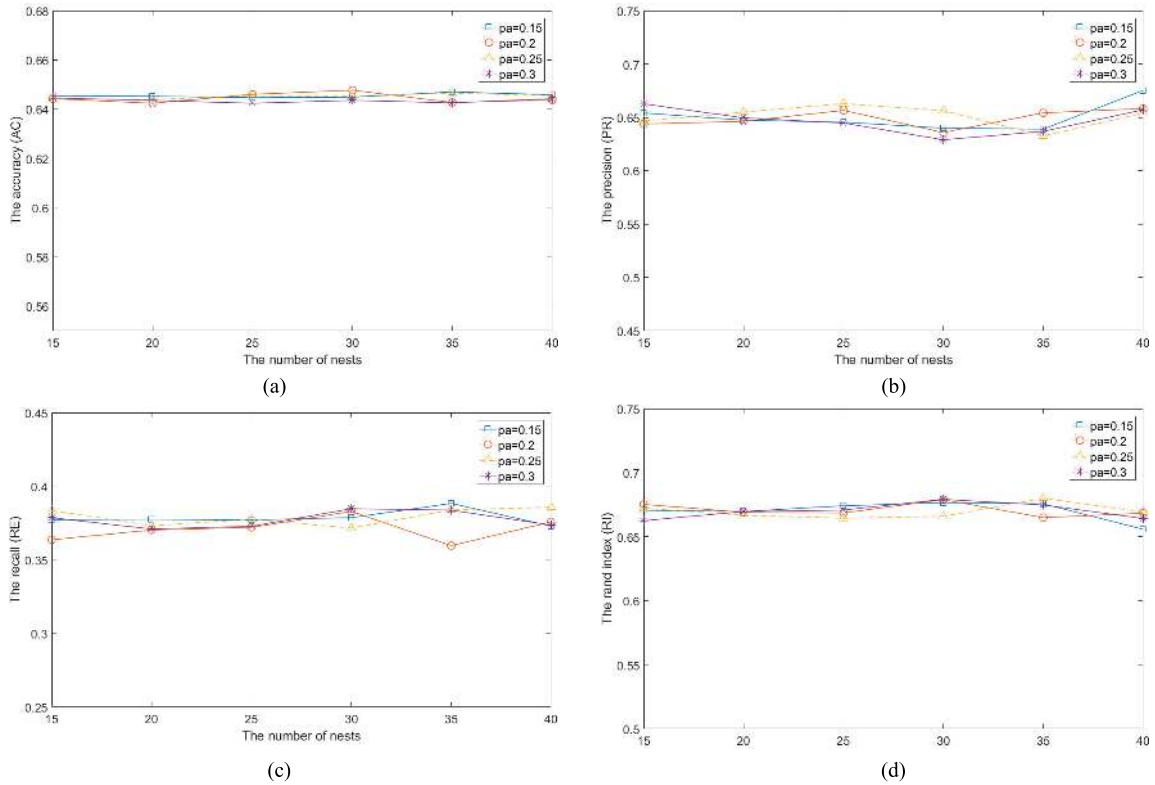 0.68
0.66
0.64
0.62
0.6
0.58
0.56
The accuracy (AC)
15 20 25 30 35 40
The number of nests
pa=0.15
pa=0.2
pa=0.25
pa=0.3
(a)
0.75
0.7
0.65
0.6
0.55
0.5
0.45
The precision (PR)
15 20 25 30 35 40
The number of nests
pa=0.15
pa=0.2
pa=0.25
pa=0.3
(b)
0.45
0.4
0.35
0.3
0.25
The recall (RE)
15 20 25 30 35 40
The number of nests
pa=0.15
pa=0.2
pa=0.25
pa=0.3
(c)
0.75
0.7
0.65
0.6
0.55
0.5
The rand index (RI)
15 20 25 30 35 40
pa=0.15
pa=0.2
pa=0.25
pa=0.3
(d)